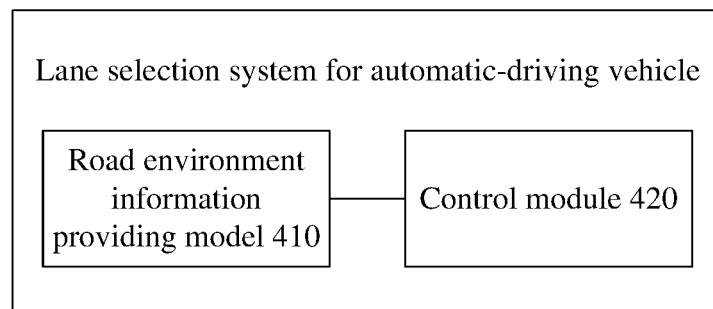 Lane selection system for automatic-driving vehicle
Road environment
information
providing model 410
Control module 420